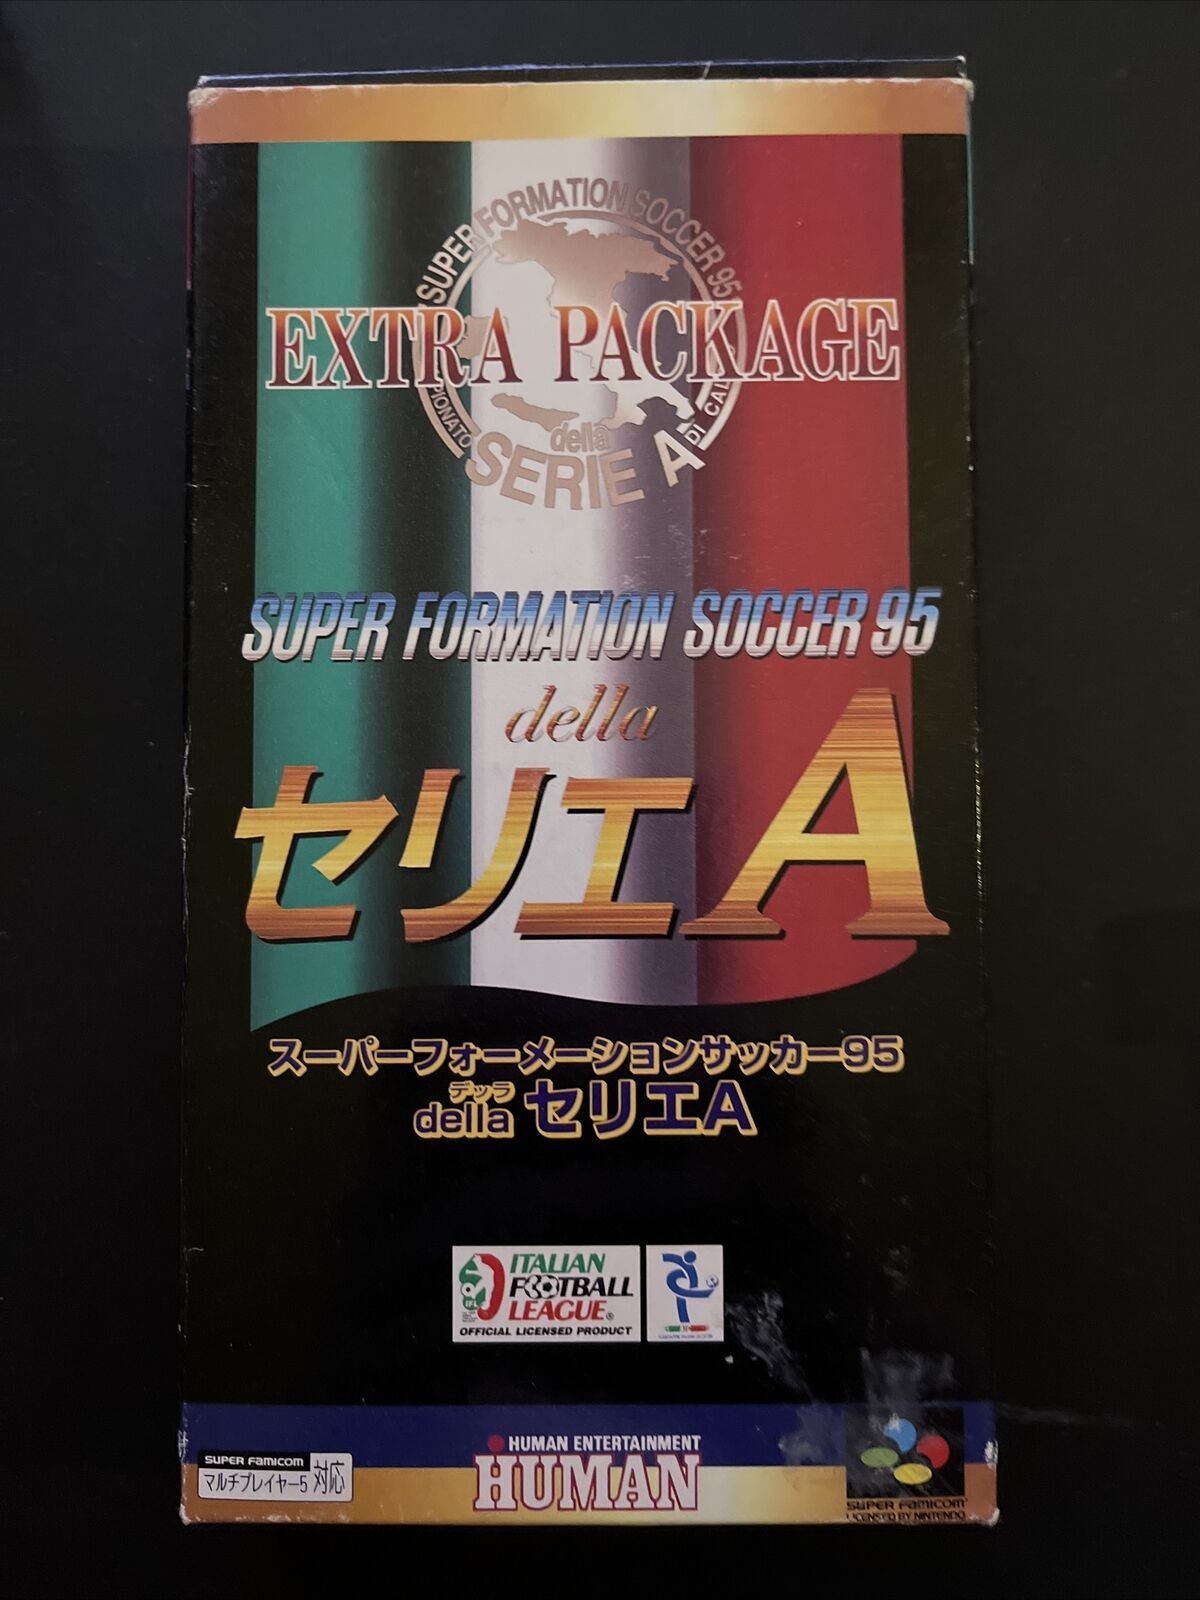 SUPER FORMATION SOCCER 95
EXTRA PACKAGE
DI
della
SERIE A
SUPER FORMATION SOCCER 95
della
セリエA
スーパーフォーメーションサッカー95
デッラ
della セリエA
ITALIAN
FOOTBALL
LEAGUE®
OFFICIAL LICENSED PRODUCT
IFL
SUPER FAMICOM
マルチプレイヤー5 対応
HUMAN ENTERTAINMENT
HUMAN
SUPER FAMICOM
LICENSED BY NINTENDO